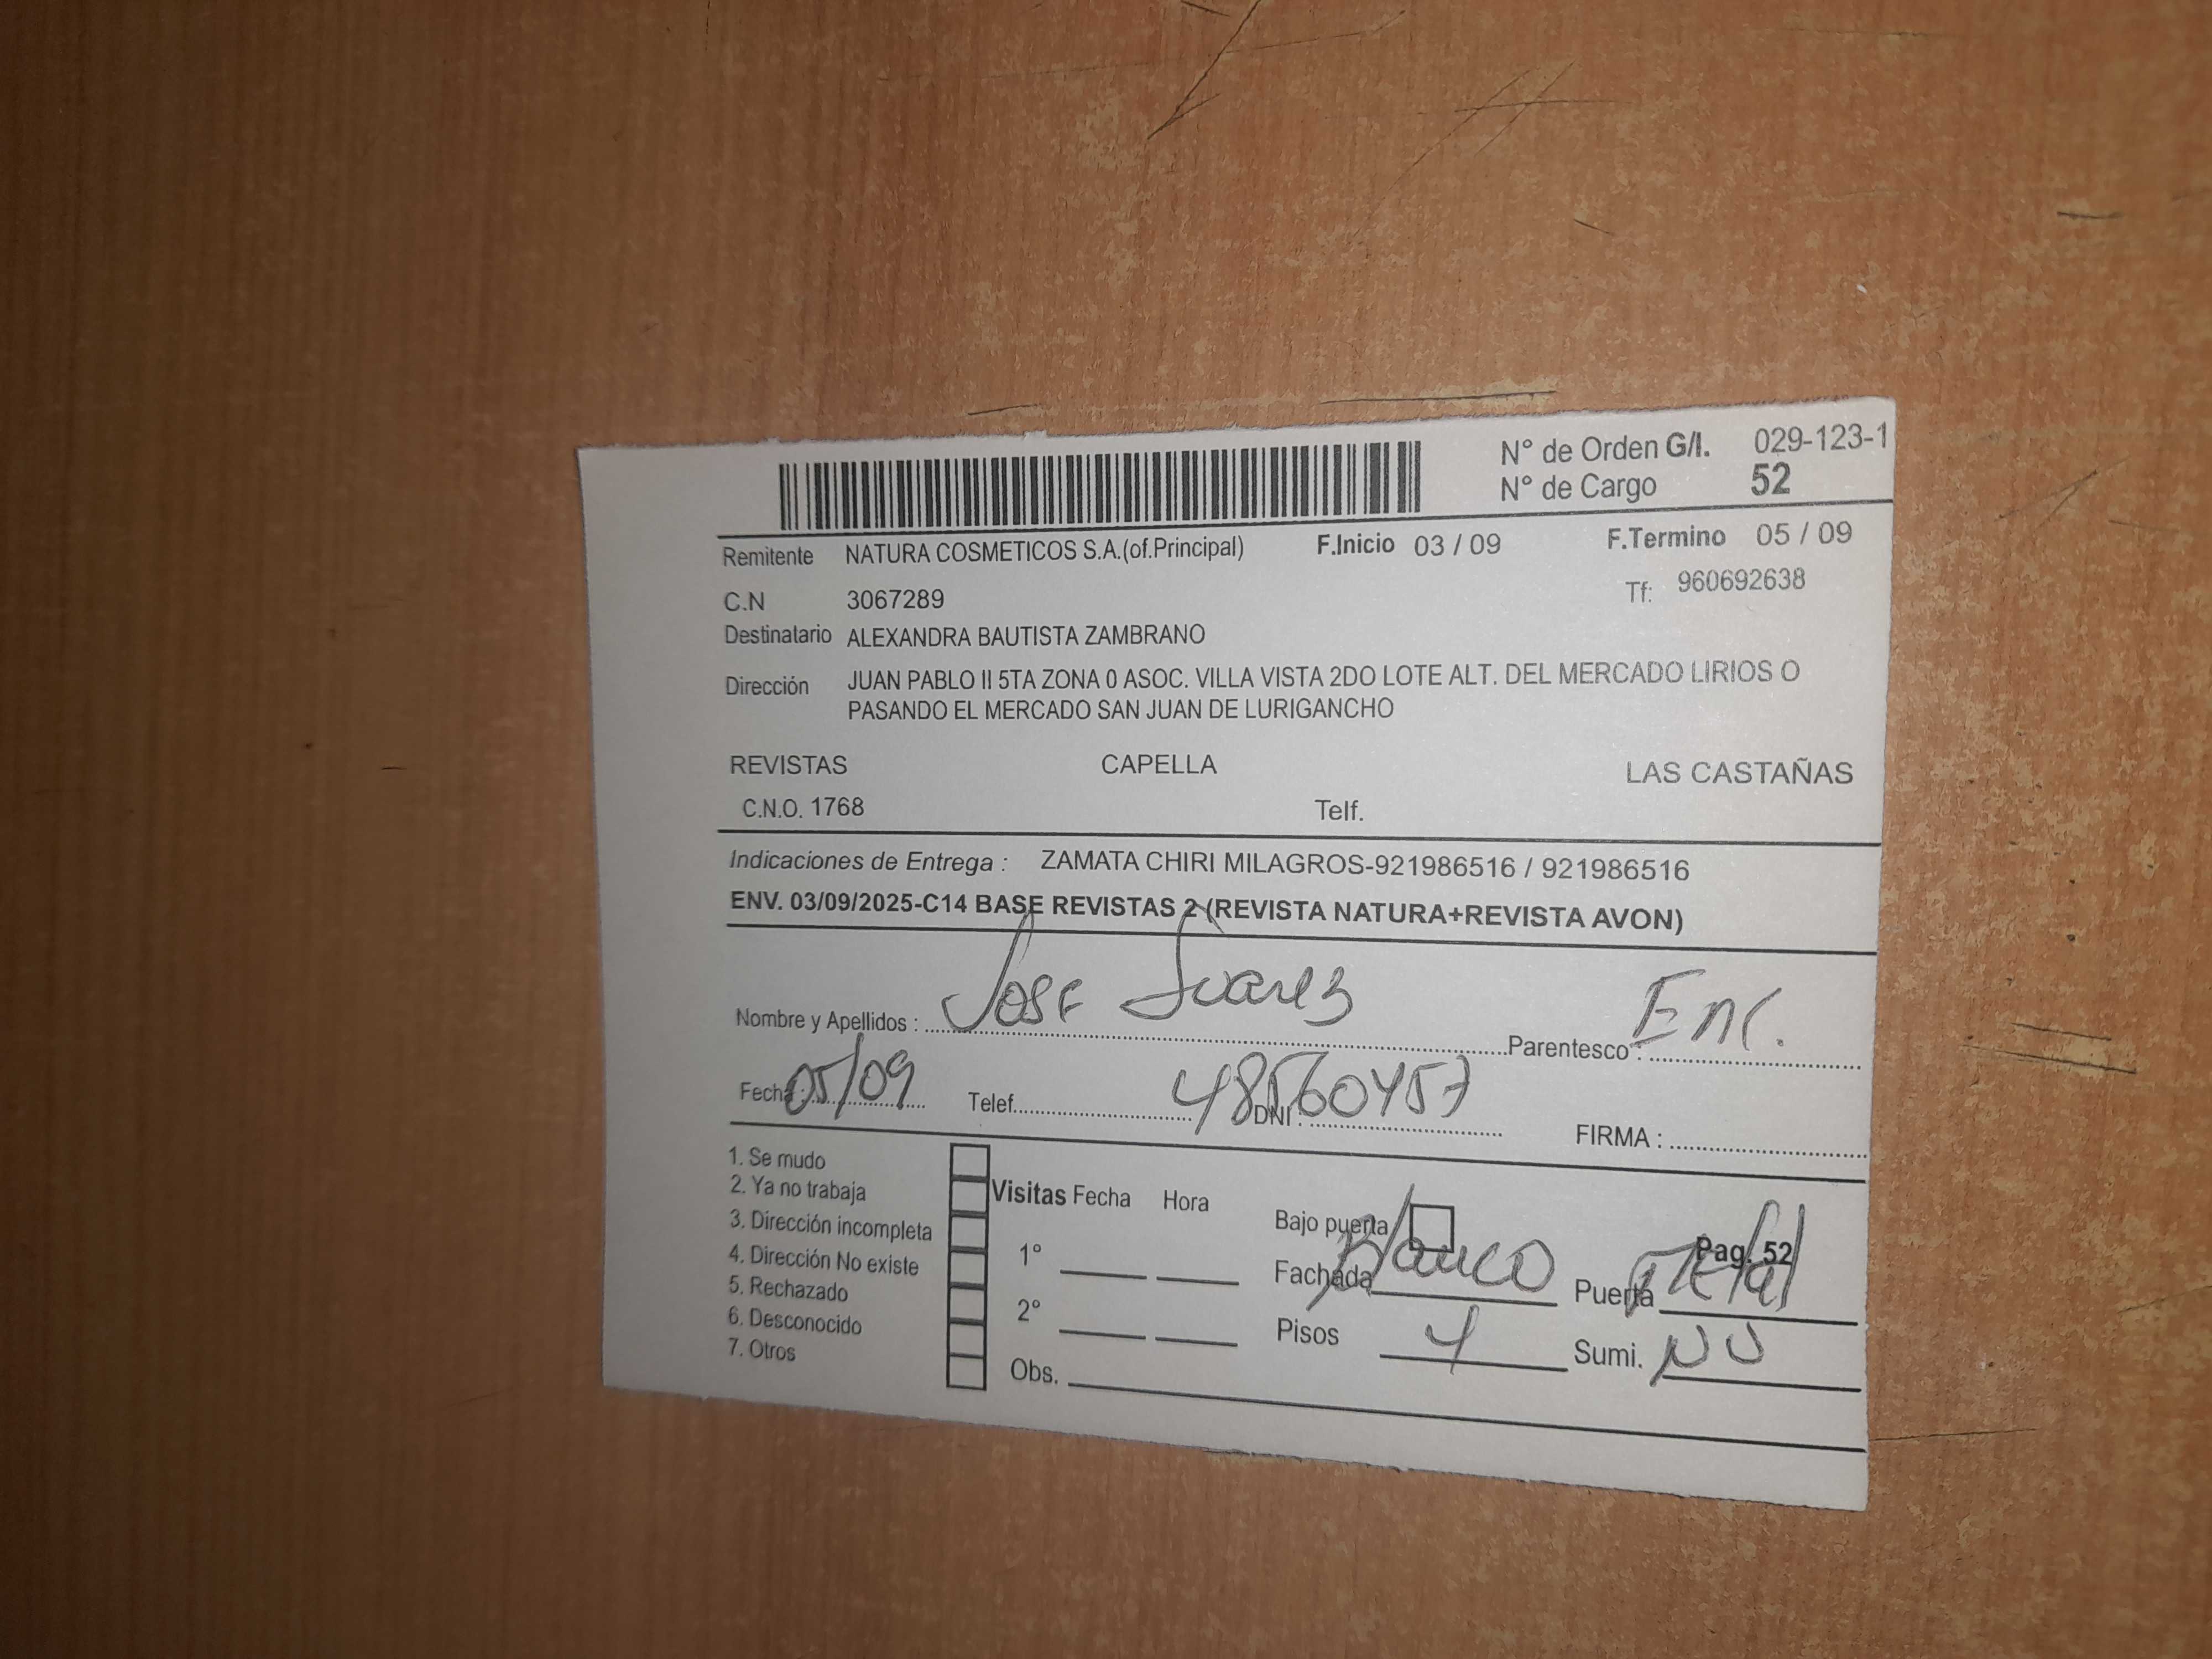 N° de Orden G/I. 029-123-1
N° de Cargo 52
Remitente NATURA COSMETICOS S.A.(of.Principal) F.Inicio 03 / 09 F.Termino 05 / 09
C.N 3067289 Tf: 960692638
Destinatario ALEXANDRA BAUTISTA ZAMBRANO
Dirección JUAN PABLO II 5TA ZONA 0 ASOC. VILLA VISTA 2DO LOTE ALT. DEL MERCADO LIRIOS O
PASANDO EL MERCADO SAN JUAN DE LURIGANCHO
REVISTAS CAPELLA LAS CASTAÑAS
C.N.O. 1768 Telf.
Indicaciones de Entrega : ZAMATA CHIRI MILAGROS-921986516 / 921986516
ENV. 03/09/2025-C14 BASE REVISTAS 2 (REVISTA NATURA+REVISTA AVON)
Nombre y Apellidos : Jose Suarez Parentesco : Enc.
Fecha : 05/09 Telef. DNI : 48560457 FIRMA :
1. Se mudo
2. Ya no trabaja Visitas Fecha Hora
3. Dirección incompleta Bajo puerta Pag. 52
4. Dirección No existe 1° Fachada Blanco Puerta Metal
5. Rechazado
6. Desconocido 2° Pisos 4 Sumi. NO
7. Otros Obs.